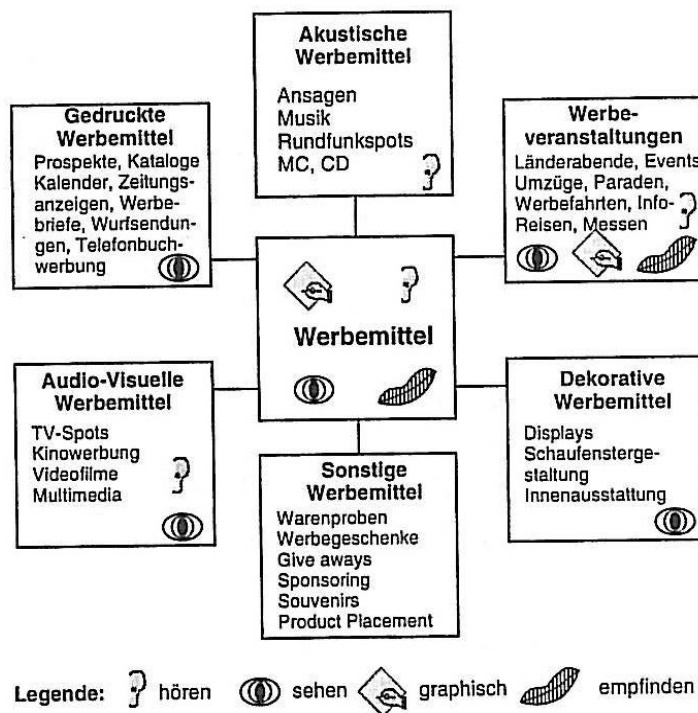 Akustische
Werbemittel
Ansagen
Musik
Rundfunkspots
MC, CD
Gedruckte
Werbemittel
Prospekte, Kataloge
Kalender, Zeitungs-
anzeigen, Werbe-
briefe, Wurfsendun-
gen, Telefonbuch-
werbung
Werbe-
veranstaltungen
Länderabende, Events
Umzüge, Paraden,
Werbefahrten, Info-
Reisen, Messen
Werbemittel
Audio-Visuelle
Werbemittel
TV-Spots
Kinowerbung
Videofilme
Multimedia
Dekorative
Werbemittel
Displays
Schaufensterge-
staltung
Innenausstattung
Sonstige
Werbemittel
Warenproben
Werbegeschenke
Give aways
Sponsoring
Souvenirs
Product Placement
Legende: hören sehen graphisch empfinden